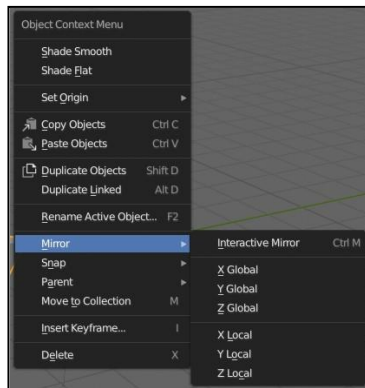 Object Context Menu
Shade Smooth
Shade Flat
Set Origin
Copy Objects Ctrl C
Paste Objects Ctrl V
Duplicate Objects Shift D
Duplicate Linked Alt D
Rename Active Object... F2
Mirror
Snap
Parent
Move to Collection M
Insert Keyframe... I
Delete X
Interactive Mirror Ctrl M
X Global
Y Global
Z Global
X Local
Y Local
Z Local